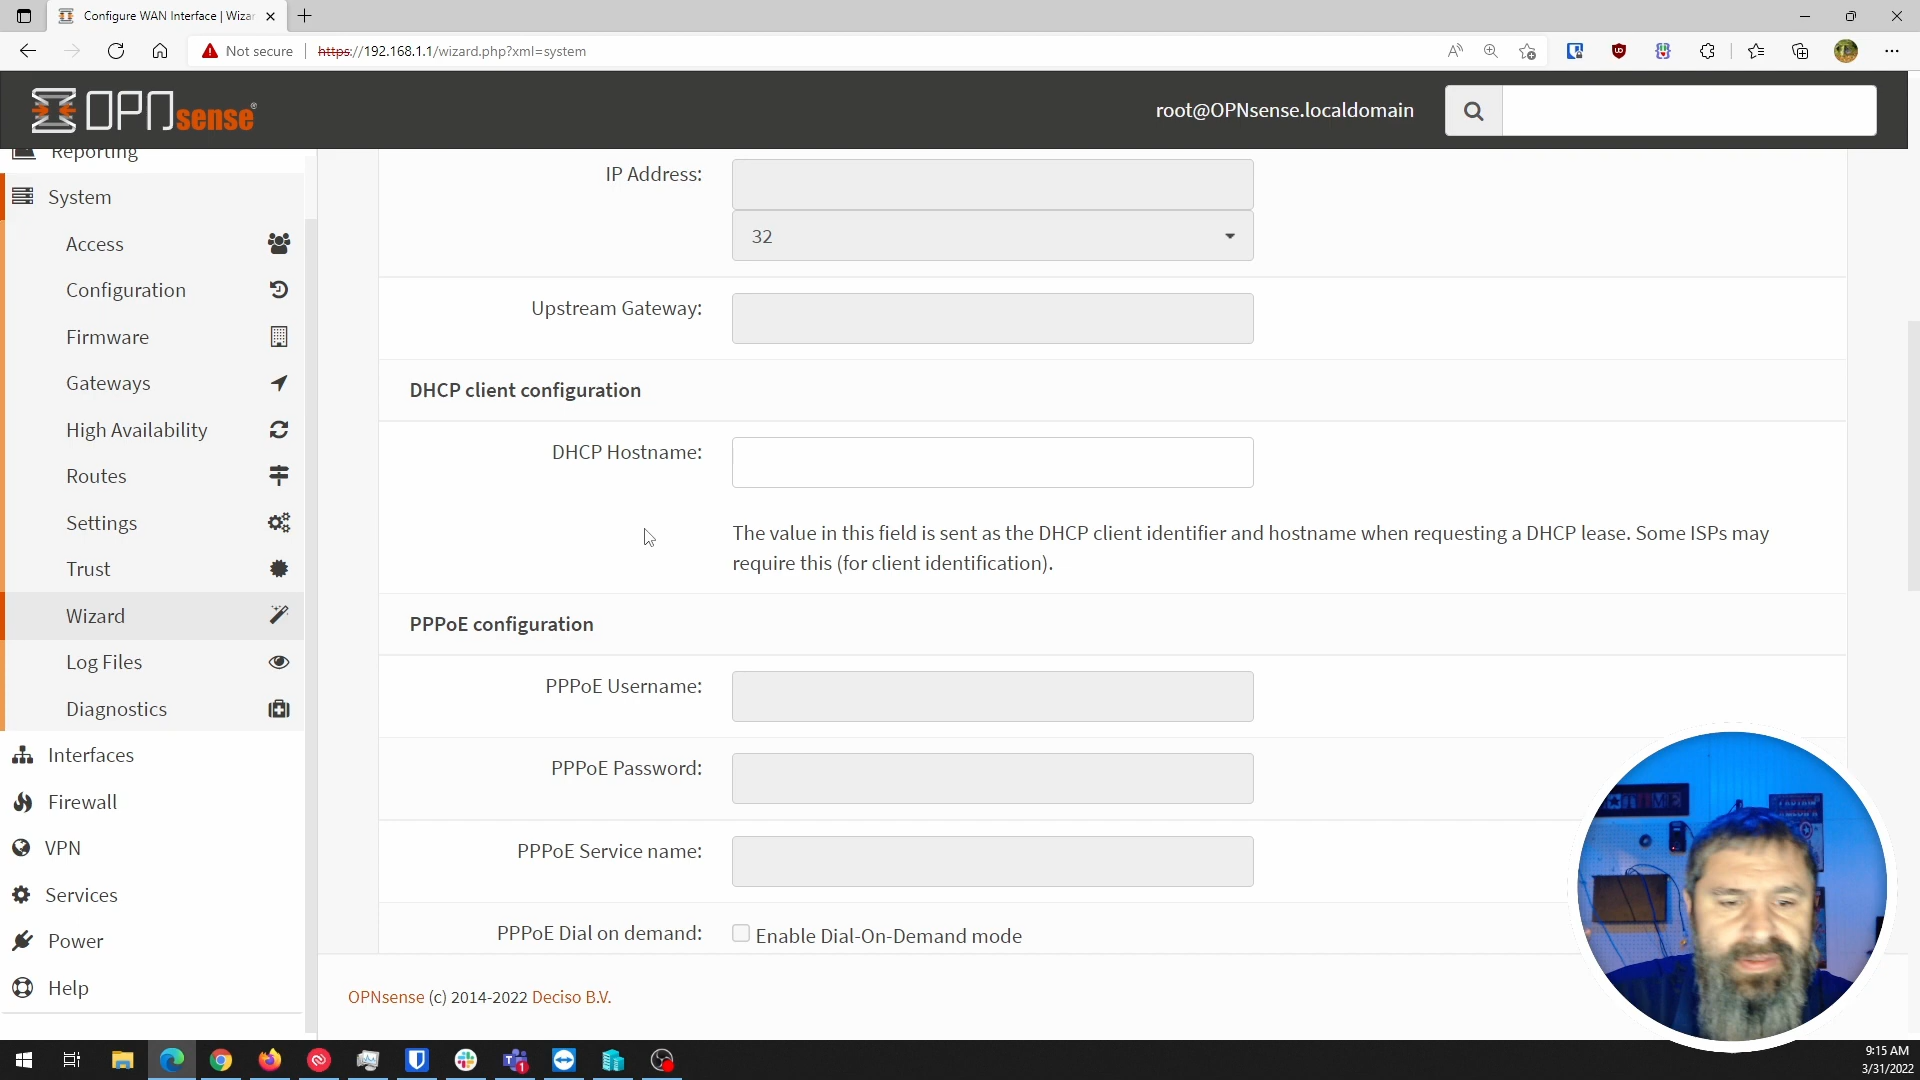 Configure WAN Interface | Wizar
Not secure
https://192.168.1.1/wizard.php?xml=system
OPNsense®
root@OPNsense.localdomain
Reporting
System
Access
Configuration
Firmware
Gateways
High Availability
Routes
Settings
Trust
Wizard
Log Files
Diagnostics
Interfaces
Firewall
VPN
Services
Power
Help
IP Address:
32
Upstream Gateway:
DHCP client configuration
DHCP Hostname:
The value in this field is sent as the DHCP client identifier and hostname when requesting a DHCP lease. Some ISPs may
require this (for client identification).
PPPoE configuration
PPPoE Username:
PPPoE Password:
PPPoE Service name:
PPPoE Dial on demand:
Enable Dial-On-Demand mode
OPNsense (c) 2014-2022 Deciso B.V.
9:15 AM
3/31/2022